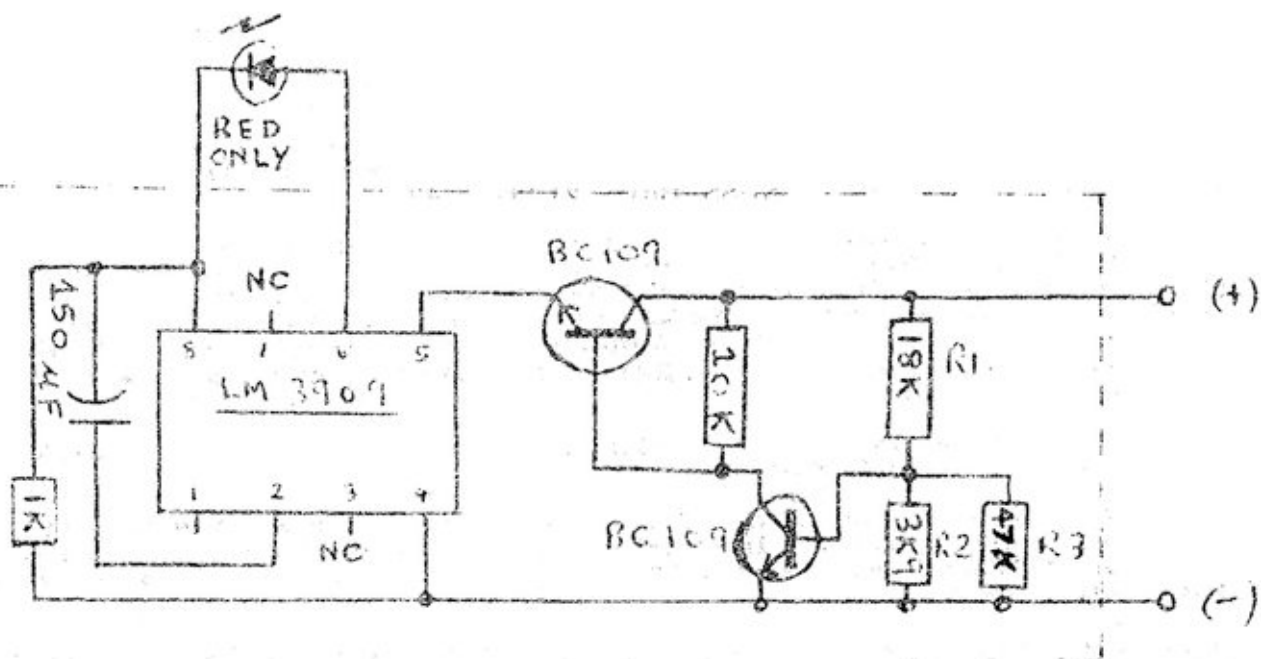 RED
ONLY
BC109
NC
(+)
150 µF
8 7 6 5
LM 3909
10K
18K
R1
1K
1 2 3 4
NC
BC109
3K9
R2
47K
R3
(-)